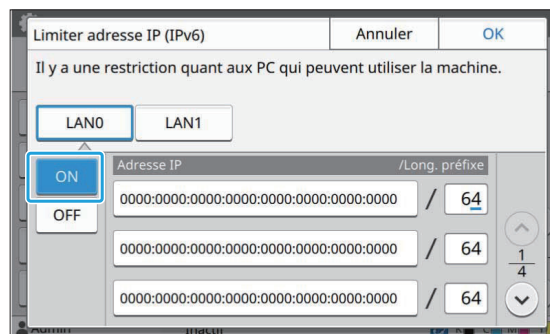 Limiter adresse IP (IPv6)
Annuler
OK
Il y a une restriction quant aux PC qui peuvent utiliser la machine.
LAN0
LAN1
ON
OFF
Adresse IP
/Long. préfixe
0000:0000:0000:0000:0000:0000:0000:0000 / 64
0000:0000:0000:0000:0000:0000:0000:0000 / 64
0000:0000:0000:0000:0000:0000:0000:0000 / 64
1
4
Admin
Inactif